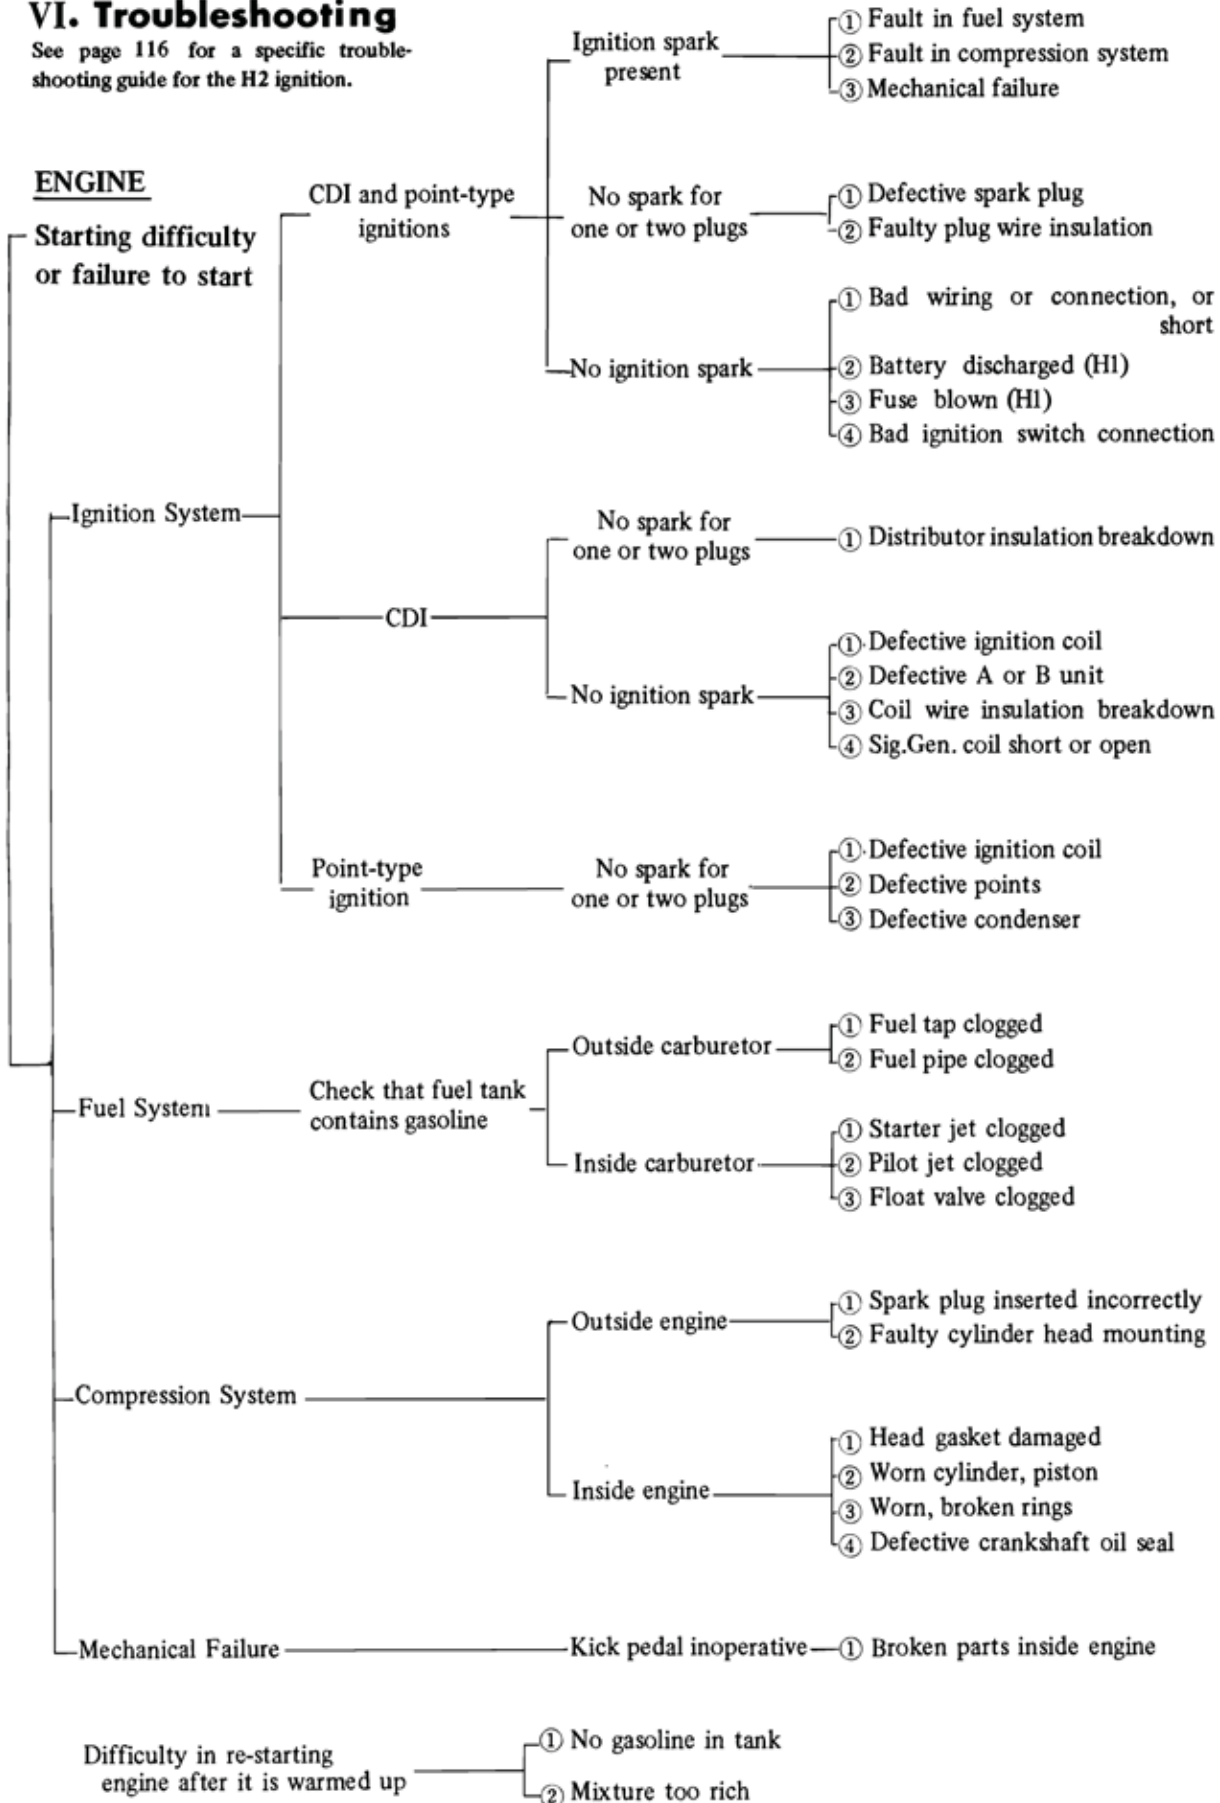 VI. Troubleshooting
See page 116 for a specific trouble-
shooting guide for the H2 ignition.
ENGINE
Starting difficulty
or failure to start
Ignition System
CDI and point-type
ignitions
Ignition spark
present
① Fault in fuel system
② Fault in compression system
③ Mechanical failure
No spark for
one or two plugs
① Defective spark plug
② Faulty plug wire insulation
No ignition spark
① Bad wiring or connection, or
short
② Battery discharged (H1)
③ Fuse blown (H1)
④ Bad ignition switch connection
CDI
No spark for
one or two plugs
① Distributor insulation breakdown
No ignition spark
① Defective ignition coil
② Defective A or B unit
③ Coil wire insulation breakdown
④ Sig.Gen. coil short or open
Point-type
ignition
No spark for
one or two plugs
① Defective ignition coil
② Defective points
③ Defective condenser
Fuel System
Check that fuel tank
contains gasoline
Outside carburetor
① Fuel tap clogged
② Fuel pipe clogged
Inside carburetor
① Starter jet clogged
② Pilot jet clogged
③ Float valve clogged
Compression System
Outside engine
① Spark plug inserted incorrectly
② Faulty cylinder head mounting
Inside engine
① Head gasket damaged
② Worn cylinder, piston
③ Worn, broken rings
④ Defective crankshaft oil seal
Mechanical Failure
Kick pedal inoperative
① Broken parts inside engine
Difficulty in re-starting
engine after it is warmed up
① No gasoline in tank
② Mixture too rich